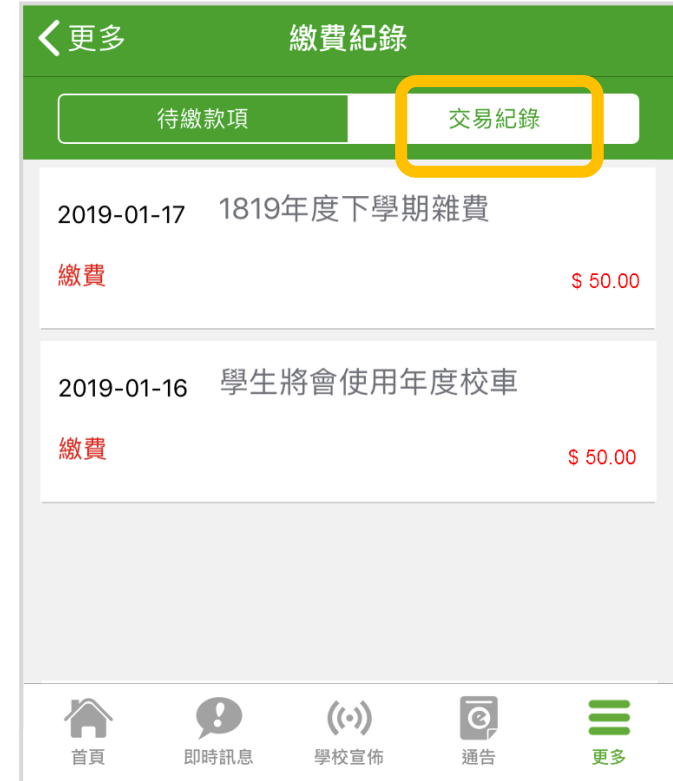 更多 繳費紀錄
待繳款項 交易紀錄
2019-01-17 1819年度下學期雜費
繳費 $ 50.00
2019-01-16 學生將會使用年度校車
繳費 $ 50.00
首頁 即時訊息 學校宣佈 通告 更多